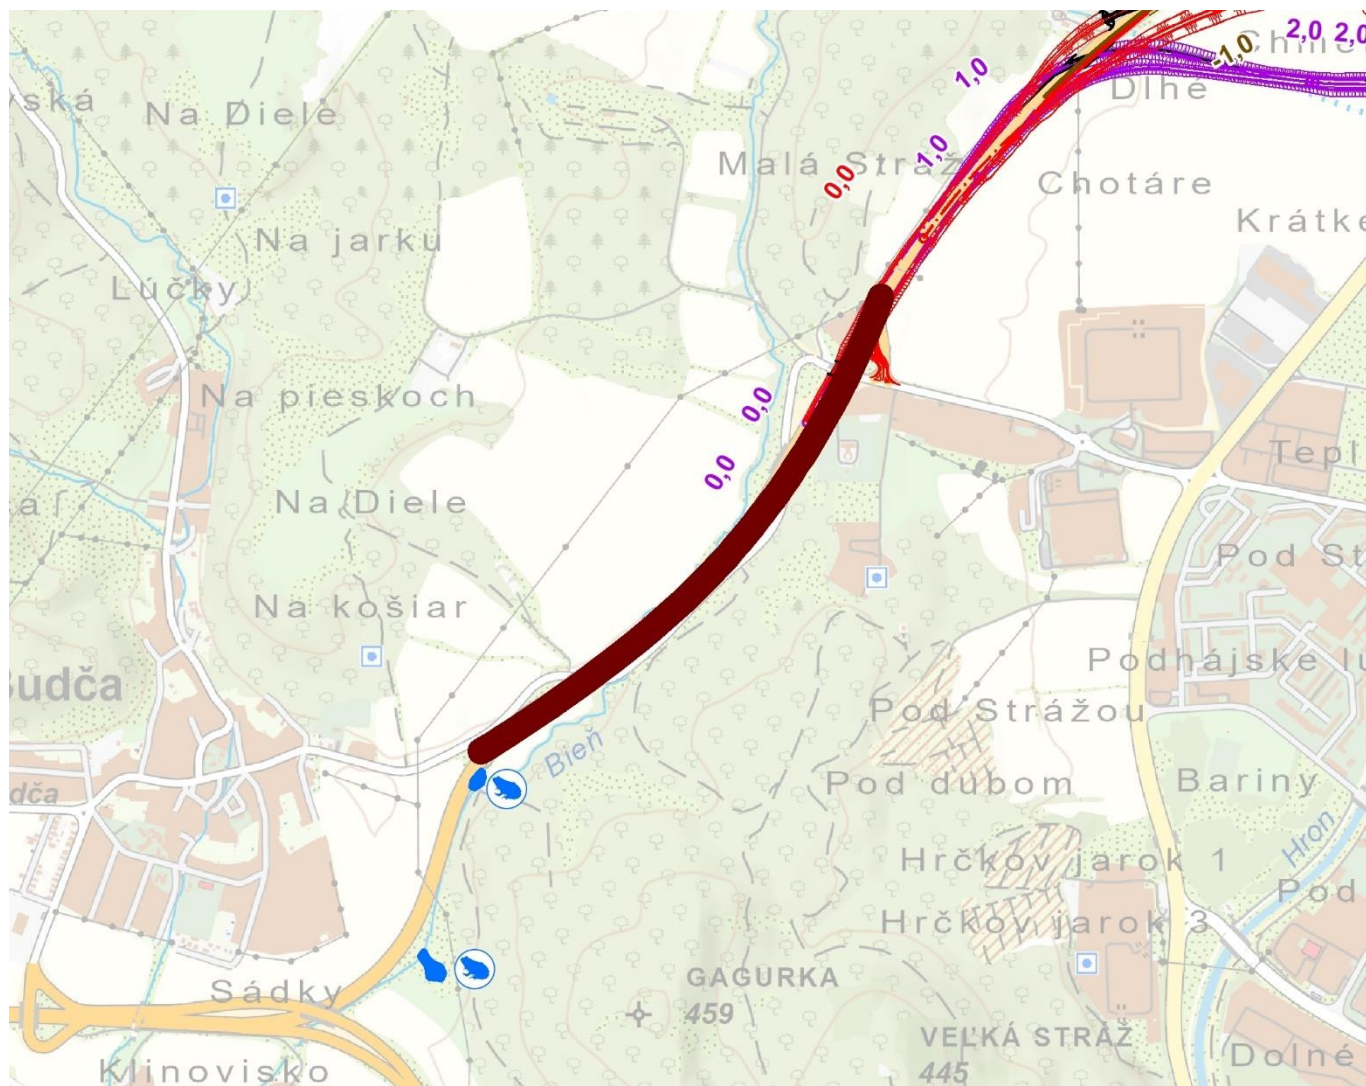 2,0 2,0
-1,0
1,0
Dlhé
Na Diele
1,0
Malá Stráž
0,0
Chotáre
Krátke
Na jarku
Lúčky
Na pieskoch
0,0
Tepl
0,0
Na Diele
Pod St
Na košiar
Podhájske lu
udča
Pod Strážou
Bieň
Pod dubom
Bariny
dča
Hron
Hrčkov jarok 1
Pod
Hrčkov jarok 3
GAGURKA
459
Sádky
VEĽKÁ STRÁŽ
445
Dolné
Klinovisko